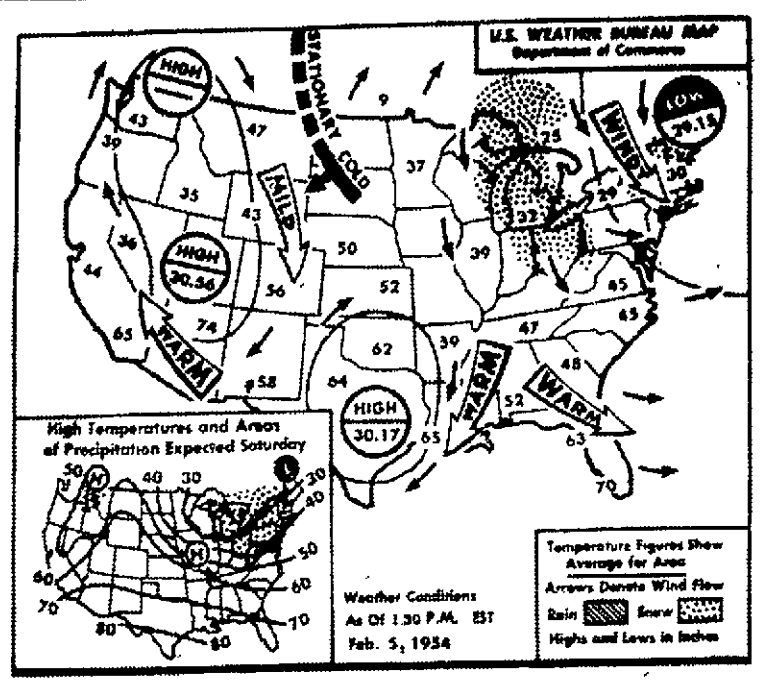 U.S. WEATHER BUREAU MAP
Department of Commerce
HIGH
STATIONARY
COLD
LOW
29.15
WINDY
9
43
47
39
37
25
30
29
35
MILD
43
32
36
HIGH
30.56
50
39
44
56
52
45
65
74
WARM
62
39
47
45
48
64
58
WARM
WARM
52
HIGH
30.17
65
63
70
High Temperatures and Areas
of Precipitation Expected Saturday
50
H
40
30
L
30
40
H
50
60
60
70
70
80
80
Weather Conditions
As Of 1:30 P.M. EST
Feb. 5, 1954
Temperature Figures Show
Average for Area
Arrows Denote Wind Flow
Rain
Snow
Highs and Lows in Inches